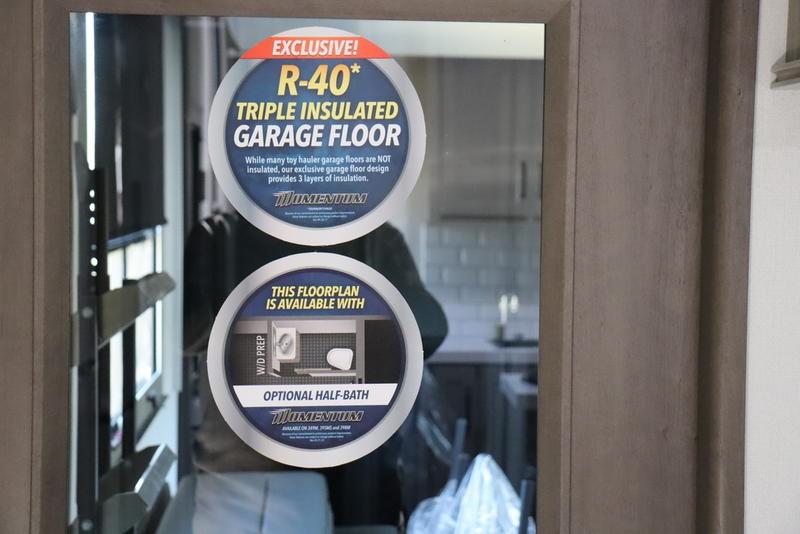 EXCLUSIVE!
R-40*
TRIPLE INSULATED
GARAGE FLOOR
While many toy hauler garage floors are NOT
insulated, our exclusive garage floor design
provides 3 layers of insulation.
MOMENTUM
THIS FLOORPLAN
IS AVAILABLE WITH
W/D PREP
OPTIONAL HALF-BATH
MOMENTUM